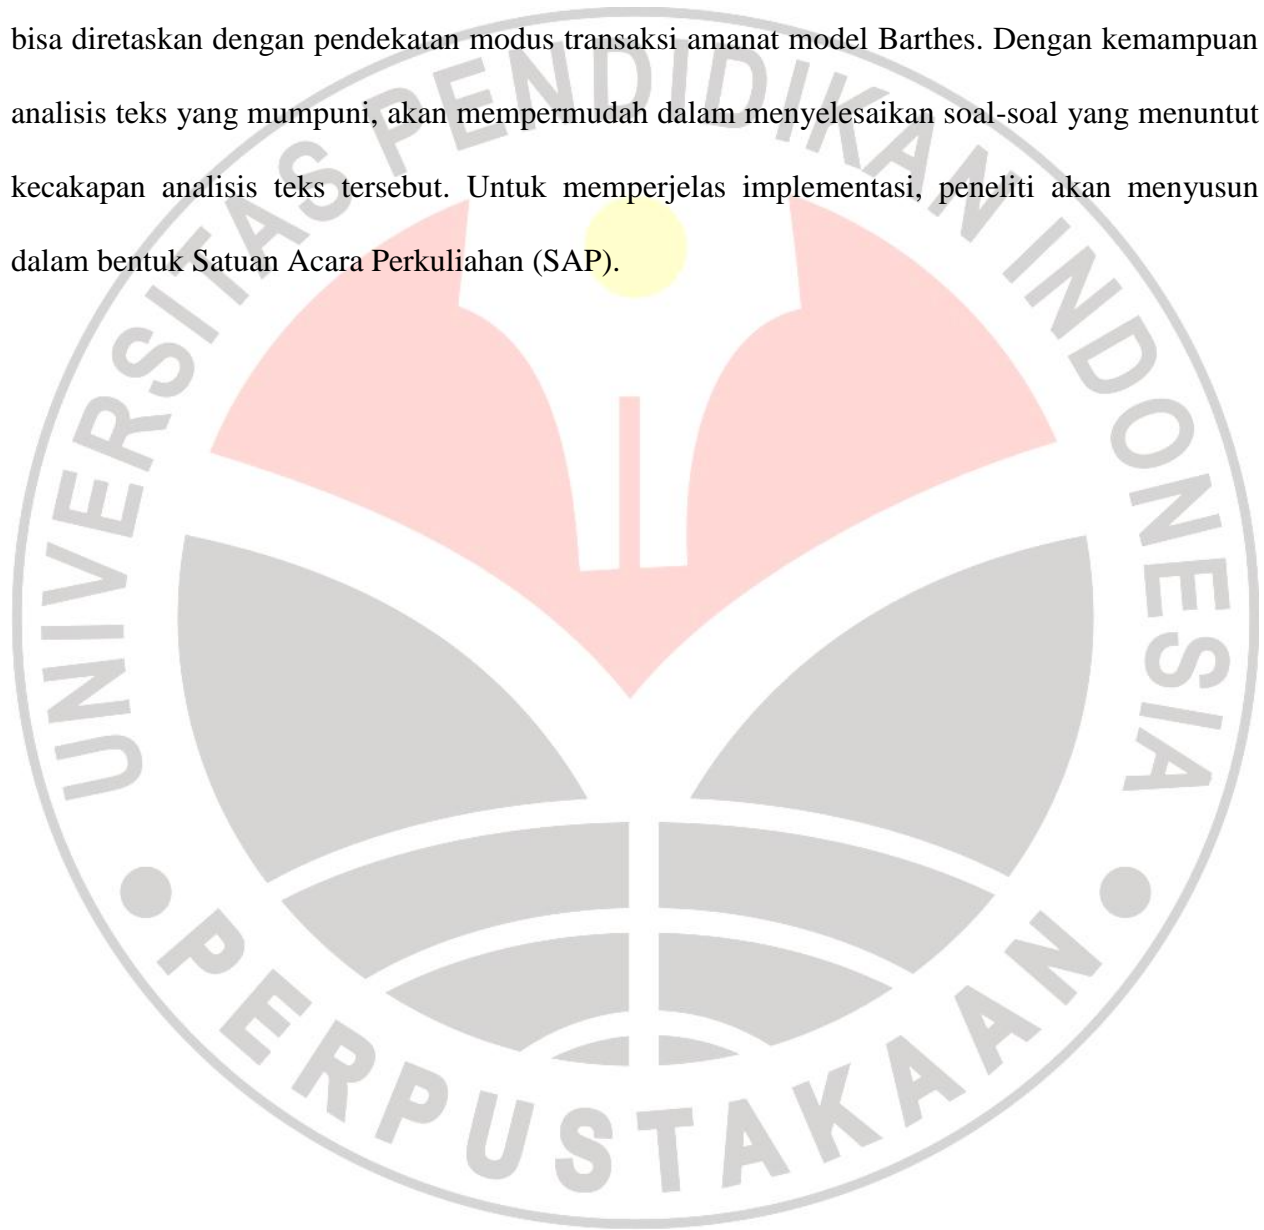 bisa diretaskan dengan pendekatan modus transaksi amanat model Barthes. Dengan kemampuan
analisis teks yang mumpuni, akan mempermudah dalam menyelesaikan soal-soal yang menuntut
kecakapan analisis teks tersebut. Untuk memperjelas implementasi, peneliti akan menyusun
dalam bentuk Satuan Acara Perkuliahan (SAP).
UNIVERSITAS PENDIDIKAN INDONESIA
PERPUSTAKAAN